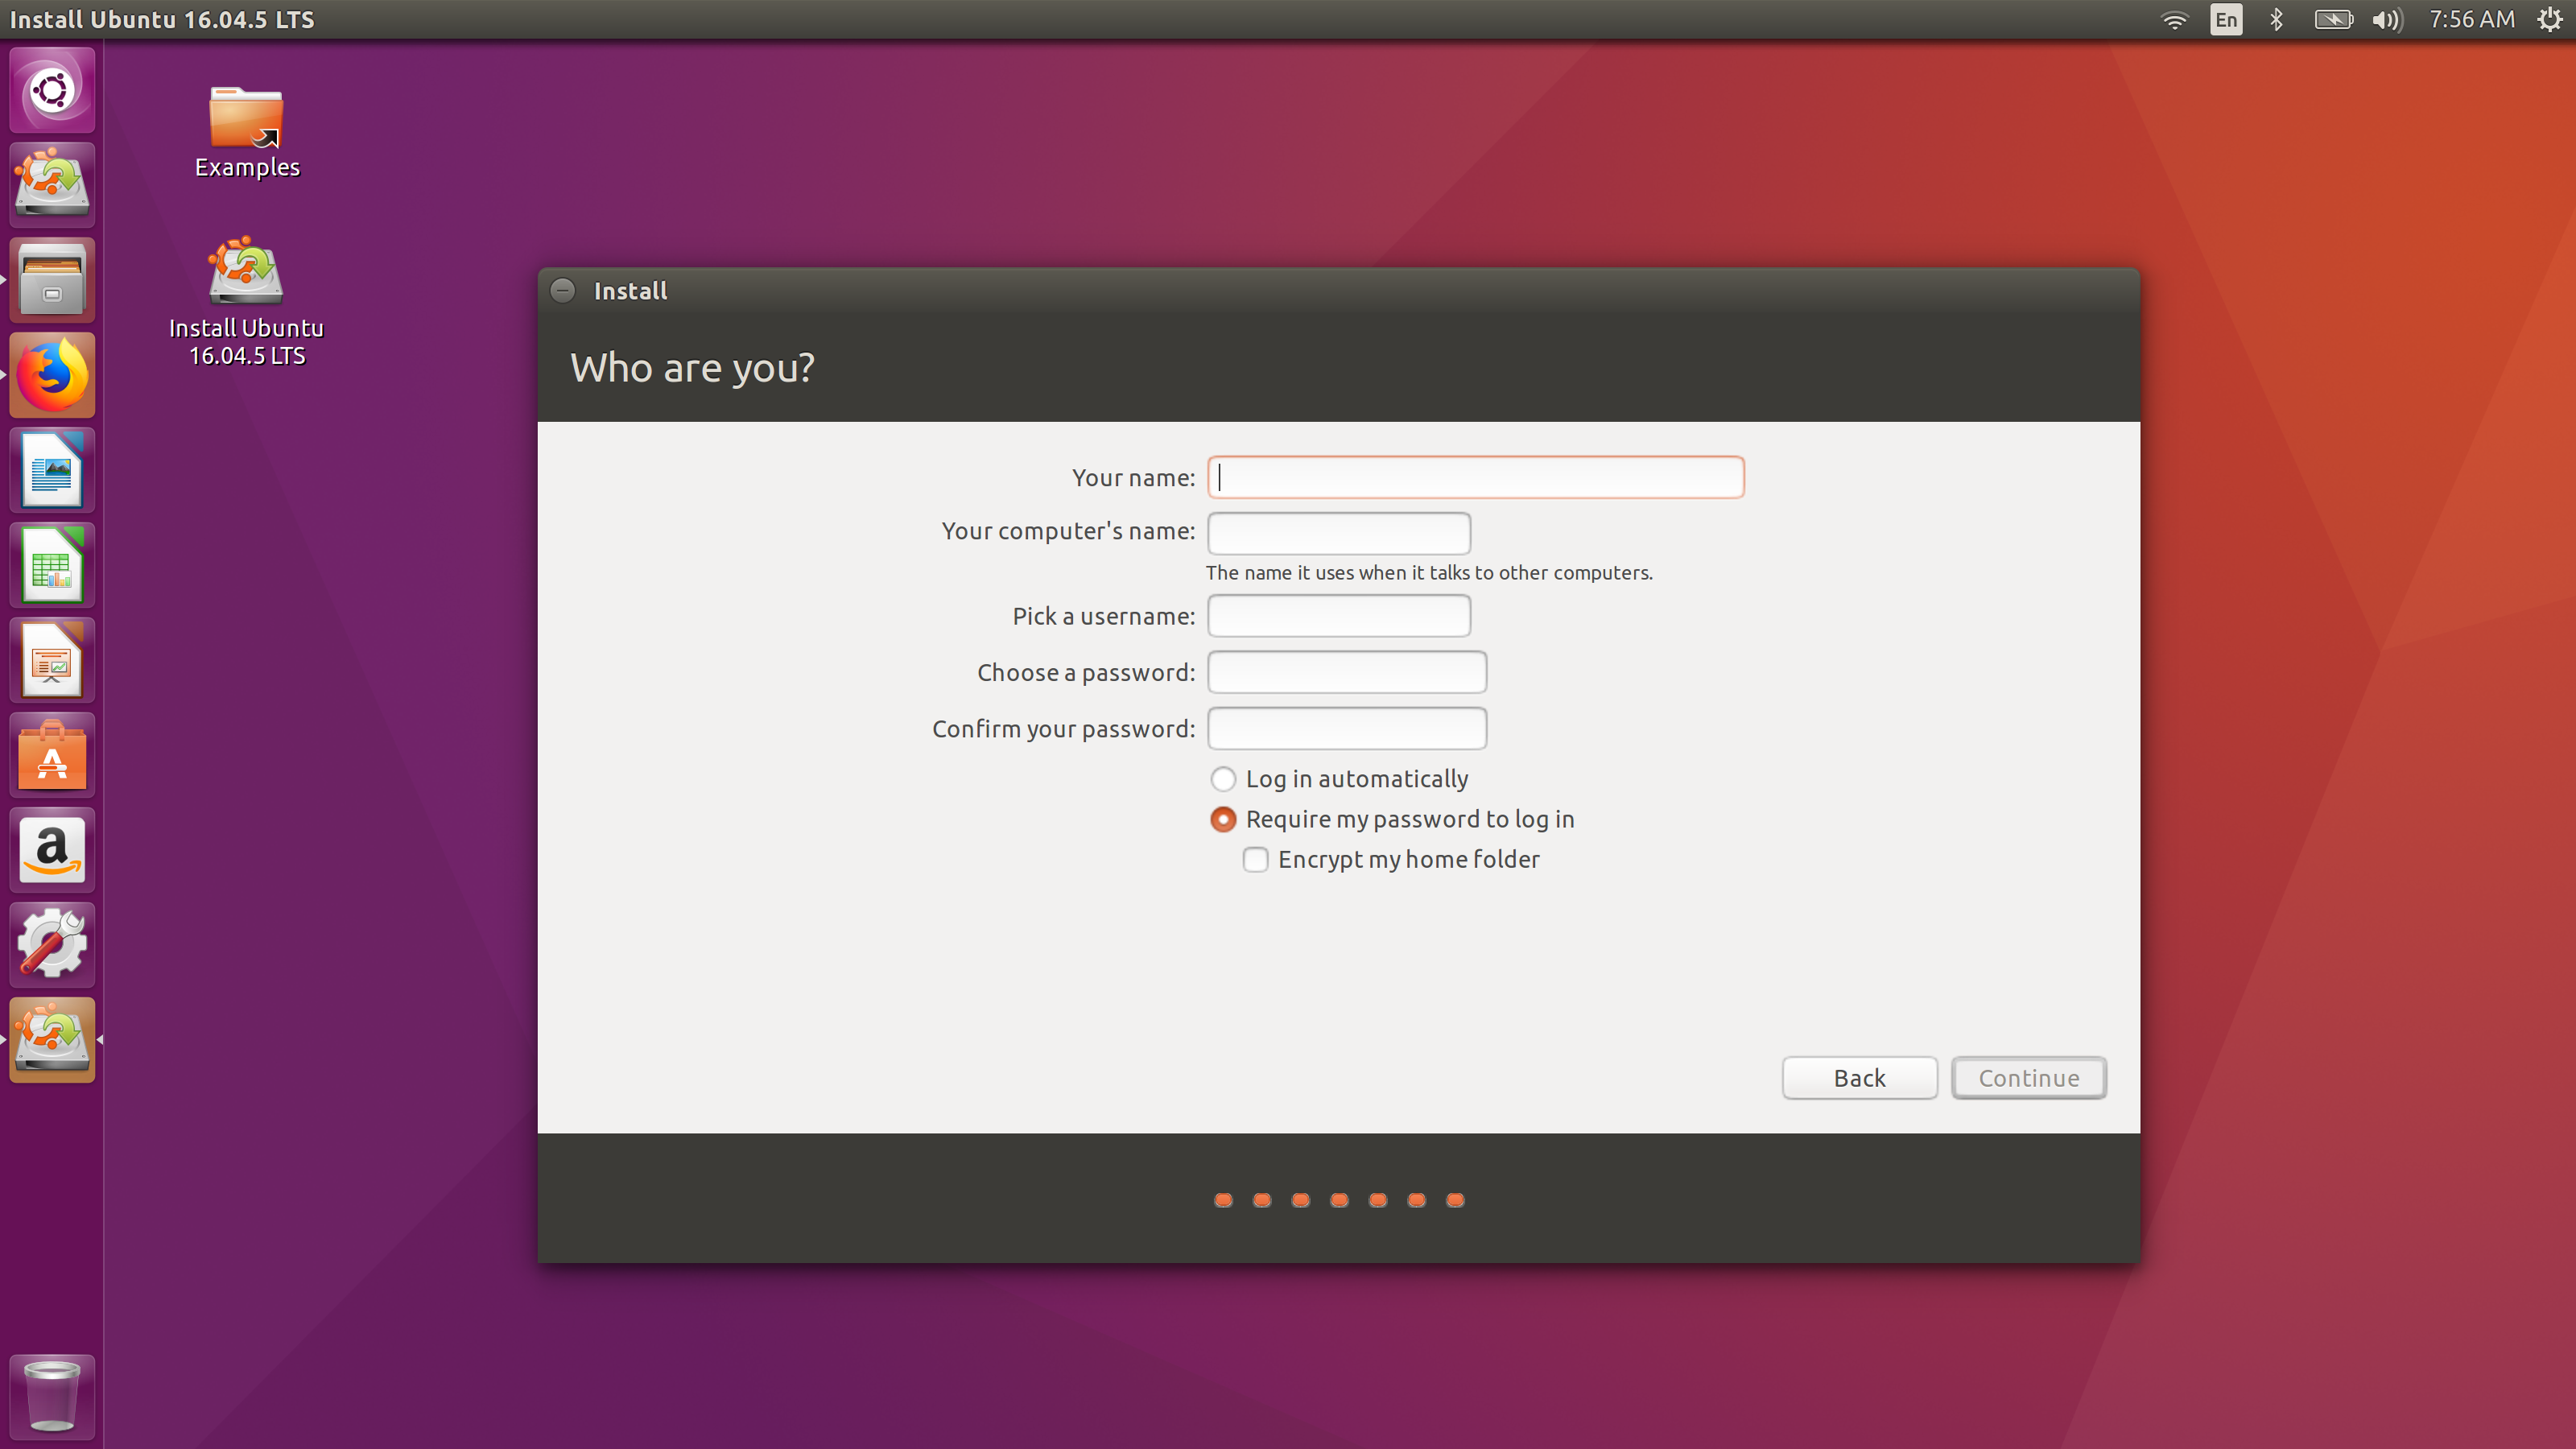 Install Ubuntu 16.04.5 LTS
En
7:56 AM
Examples
Install Ubuntu
16.04.5 LTS
Install
Who are you?
Your name:
Your computer's name:
The name it uses when it talks to other computers.
Pick a username:
Choose a password:
Confirm your password:
Log in automatically
Require my password to log in
Encrypt my home folder
Back
Continue